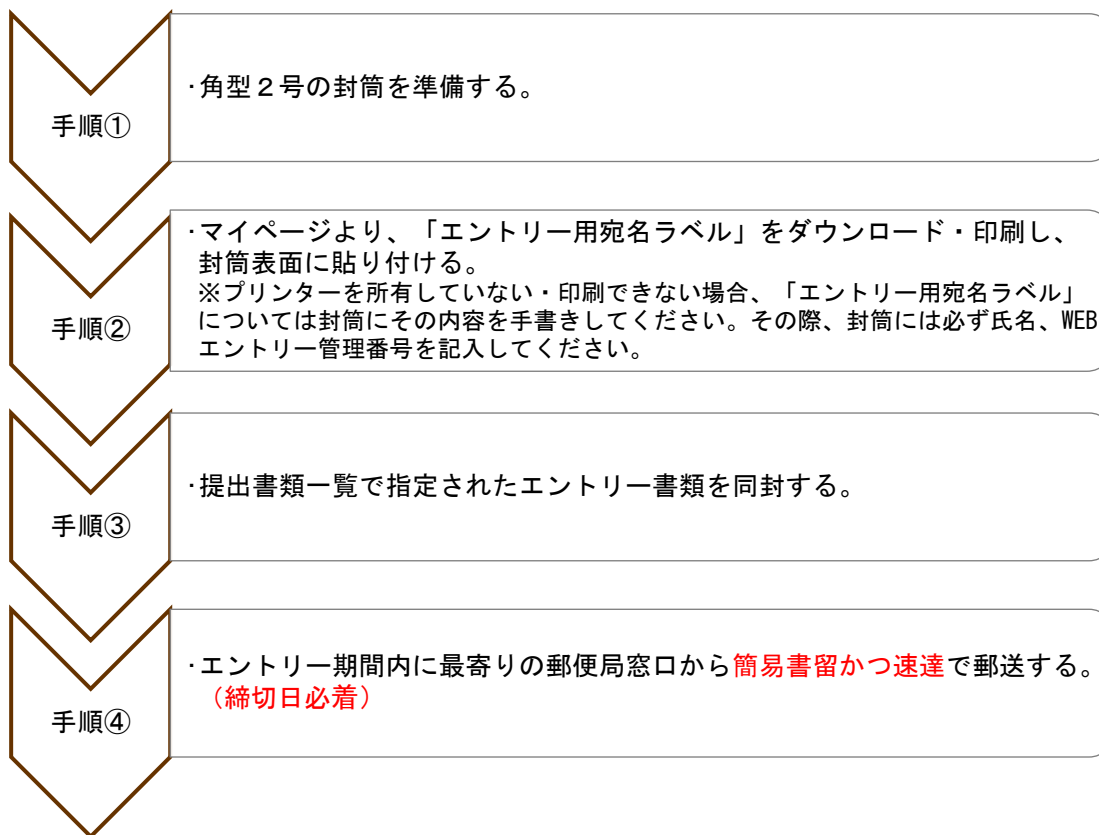 手順①
・角型２号の封筒を準備する。
手順②
・マイページより、「エントリー用宛名ラベル」をダウンロード・印刷し、
封筒表面に貼り付ける。
※プリンターを所有していない・印刷できない場合、「エントリー用宛名ラベル」
については封筒にその内容を手書きしてください。その際、封筒には必ず氏名、WEB
エントリー管理番号を記入してください。
手順③
・提出書類一覧で指定されたエントリー書類を同封する。
手順④
・エントリー期間内に最寄りの郵便局窓口から簡易書留かつ速達で郵送する。
（締切日必着）